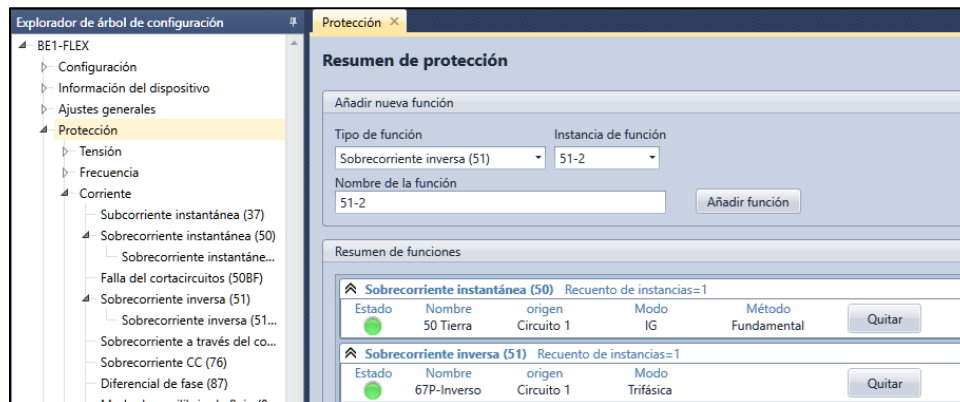 Explorador de árbol de configuración
BE1-FLEX
Configuración
Información del dispositivo
Ajustes generales
Protección
Tensión
Frecuencia
Corriente
Subcorriente instantánea (37)
Sobrecorriente instantánea (50)
Sobrecorriente instantáne...
Falla del cortacircuitos (50BF)
Sobrecorriente inversa (51)
Sobrecorriente inversa (51...
Sobrecorriente a través del co...
Sobrecorriente CC (76)
Diferencial de fase (87)
Protección
Resumen de protección
Añadir nueva función
Tipo de función Instancia de función
Sobrecorriente inversa (51) 51-2
Nombre de la función
51-2 Añadir función
Resumen de funciones
Sobrecorriente instantánea (50) Recuento de instancias=1
Estado Nombre origen Modo Método
50 Tierra Circuito 1 IG Fundamental Quitar
Sobrecorriente inversa (51) Recuento de instancias=1
Estado Nombre origen Modo
67P-Inverso Circuito 1 Trifásica Quitar